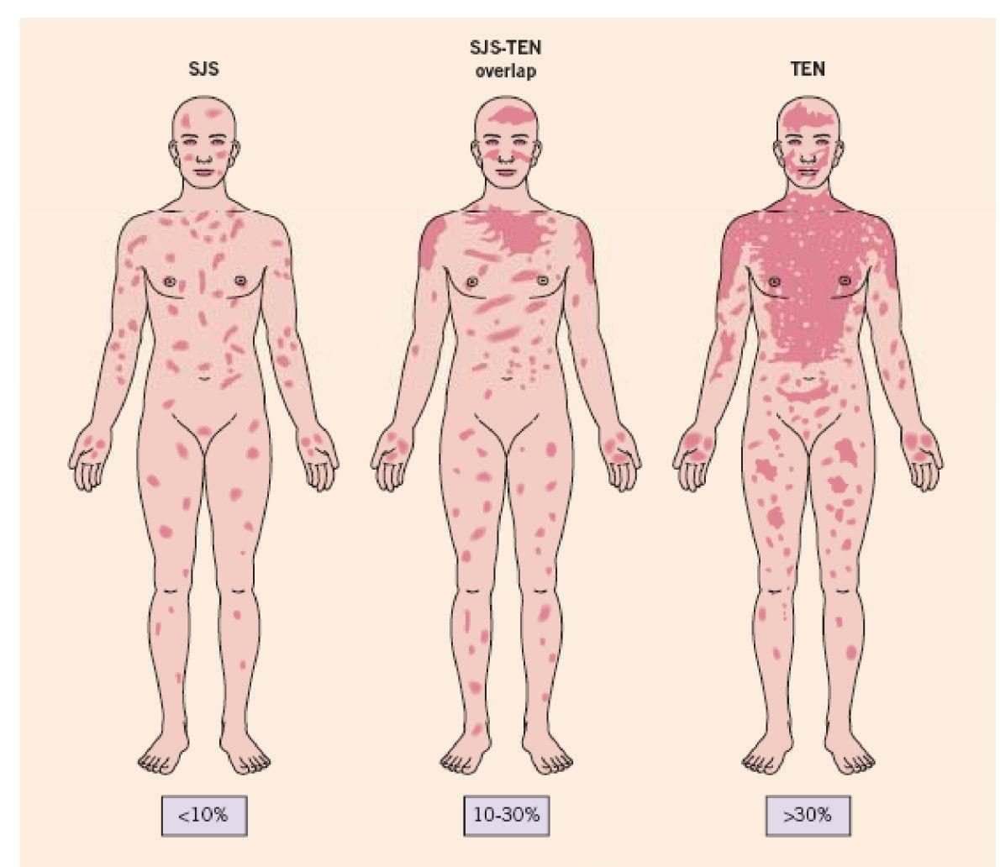 SJS
SJS-TEN
overlap
TEN
<10%
10-30%
>30%